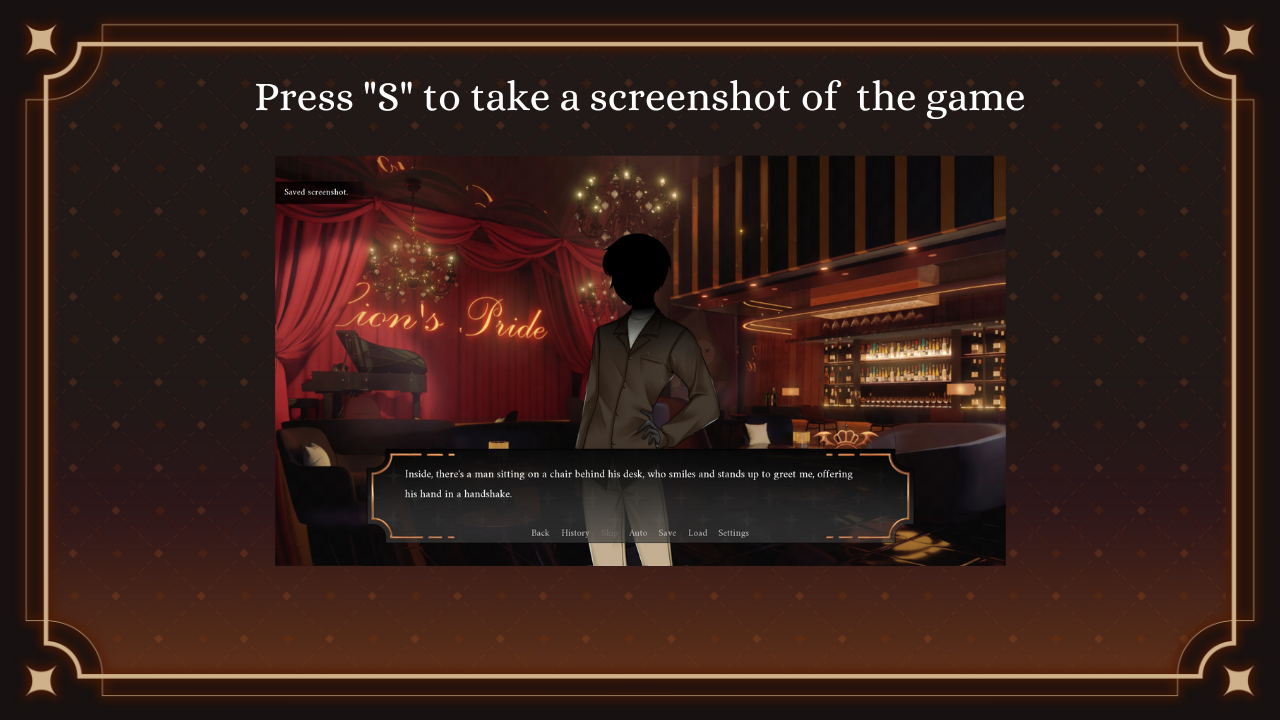 Press "S" to take a screenshot of the game
Saved screenshot.
Lion's Pride
Inside, there's a man sitting on a chair behind his desk, who smiles and stands up to greet me, offering
his hand in a handshake.
Back History Skip Auto Save Load Settings